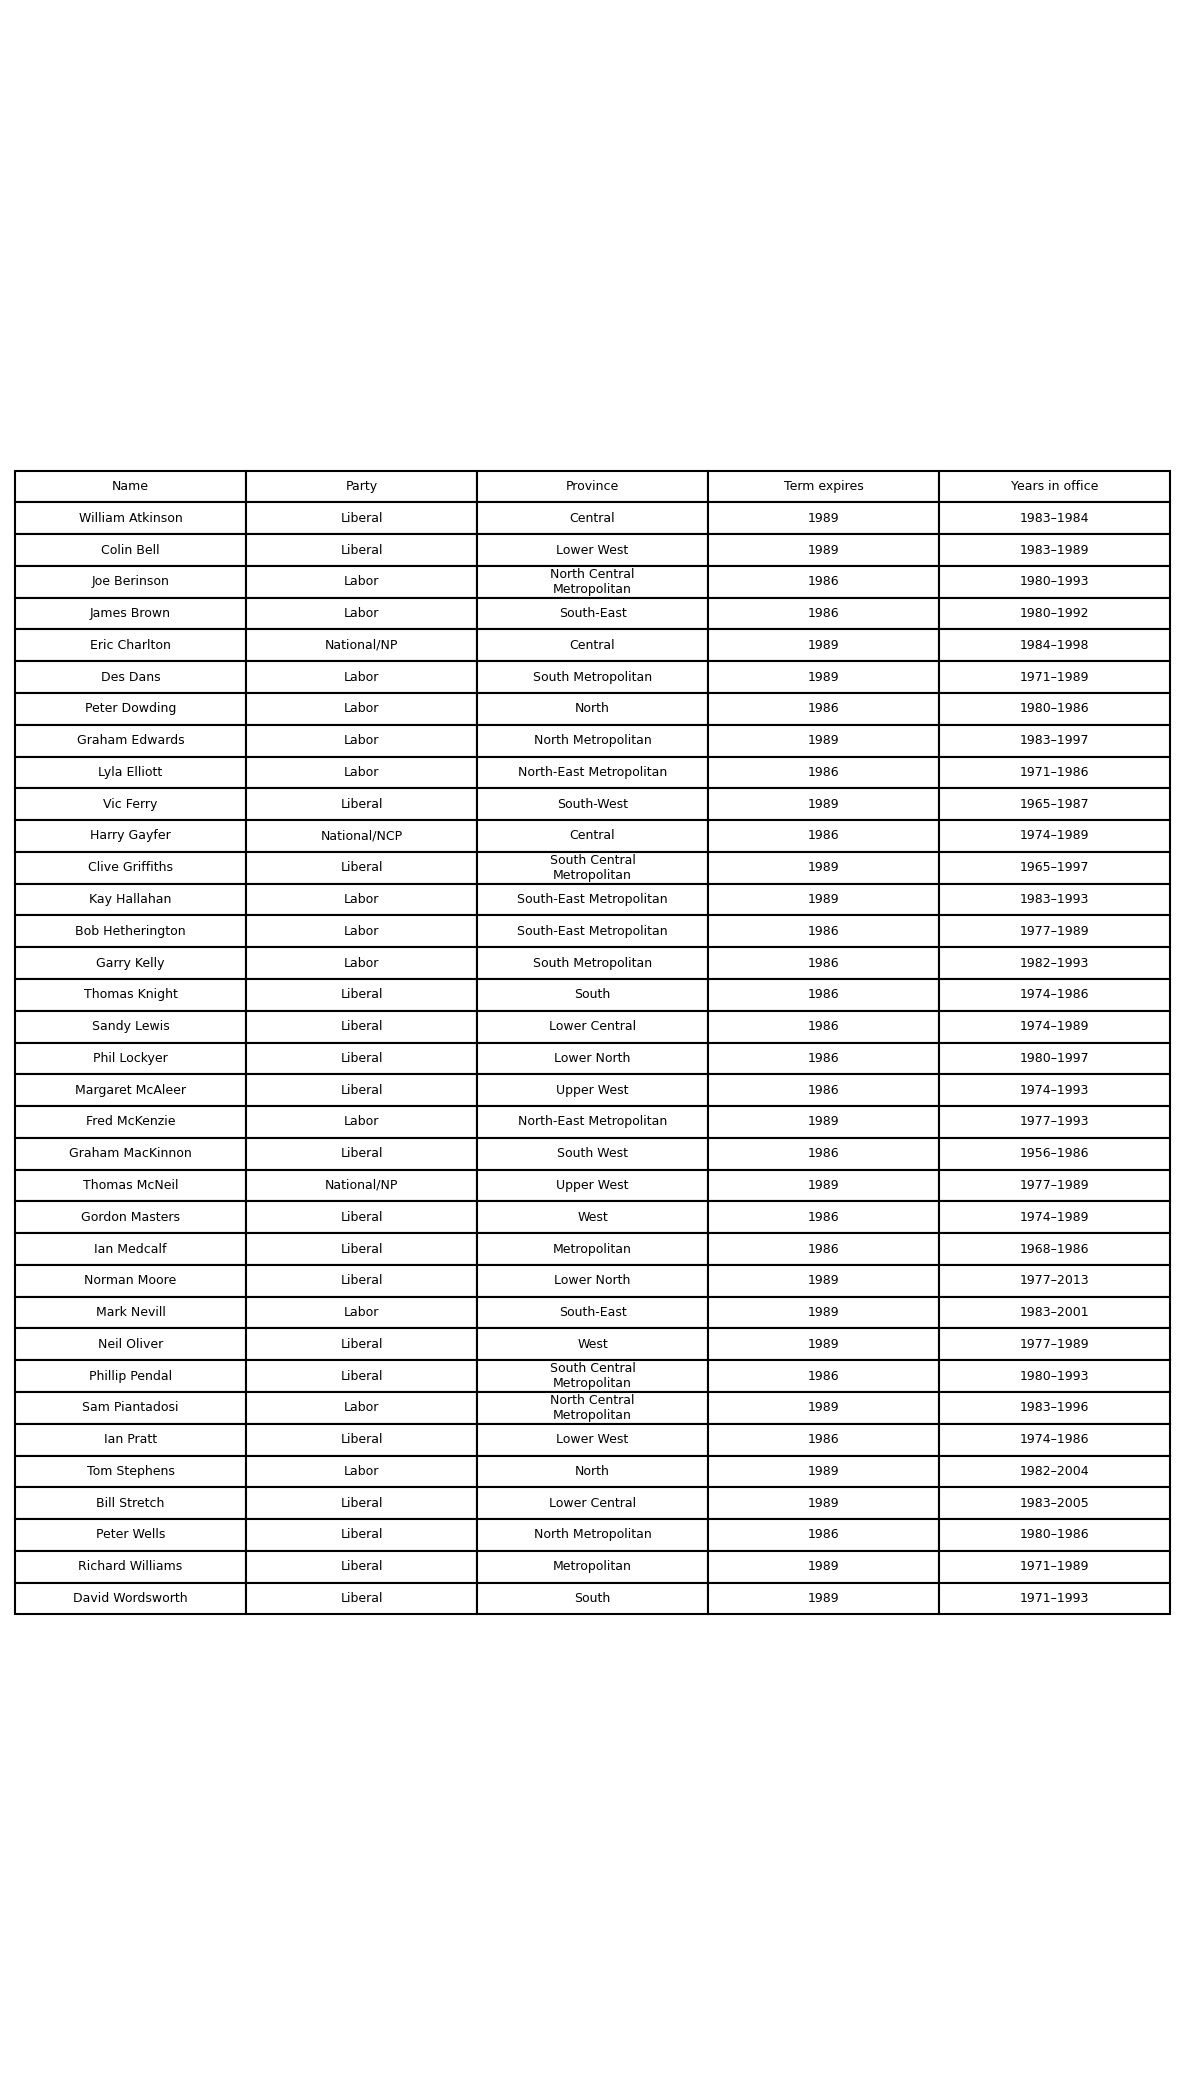 Name Party Province Term expires Years in office
William Atkinson Liberal Central 1989 1983–1984
Colin Bell Liberal Lower West 1989 1983–1989
Joe Berinson Labor North Central Metropolitan 1986 1980–1993
James Brown Labor South-East 1986 1980–1992
Eric Charlton National/NP Central 1989 1984–1998
Des Dans Labor South Metropolitan 1989 1971–1989
Peter Dowding Labor North 1986 1980–1986
Graham Edwards Labor North Metropolitan 1989 1983–1997
Lyla Elliott Labor North-East Metropolitan 1986 1971–1986
Vic Ferry Liberal South-West 1989 1965–1987
Harry Gayfer National/NCP Central 1986 1974–1989
Clive Griffiths Liberal South Central Metropolitan 1989 1965–1997
Kay Hallahan Labor South-East Metropolitan 1989 1983–1993
Bob Hetherington Labor South-East Metropolitan 1986 1977–1989
Garry Kelly Labor South Metropolitan 1986 1982–1993
Thomas Knight Liberal South 1986 1974–1986
Sandy Lewis Liberal Lower Central 1986 1974–1989
Phil Lockyer Liberal Lower North 1986 1980–1997
Margaret McAleer Liberal Upper West 1986 1974–1993
Fred McKenzie Labor North-East Metropolitan 1989 1977–1993
Graham MacKinnon Liberal South West 1986 1956–1986
Thomas McNeil National/NP Upper West 1989 1977–1989
Gordon Masters Liberal West 1986 1974–1989
Ian Medcalf Liberal Metropolitan 1986 1968–1986
Norman Moore Liberal Lower North 1989 1977–2013
Mark Nevill Labor South-East 1989 1983–2001
Neil Oliver Liberal West 1989 1977–1989
Phillip Pendal Liberal South Central Metropolitan 1986 1980–1993
Sam Piantadosi Labor North Central Metropolitan 1989 1983–1996
Ian Pratt Liberal Lower West 1986 1974–1986
Tom Stephens Labor North 1989 1982–2004
Bill Stretch Liberal Lower Central 1989 1983–2005
Peter Wells Liberal North Metropolitan 1986 1980–1986
Richard Williams Liberal Metropolitan 1989 1971–1989
David Wordsworth Liberal South 1989 1971–1993